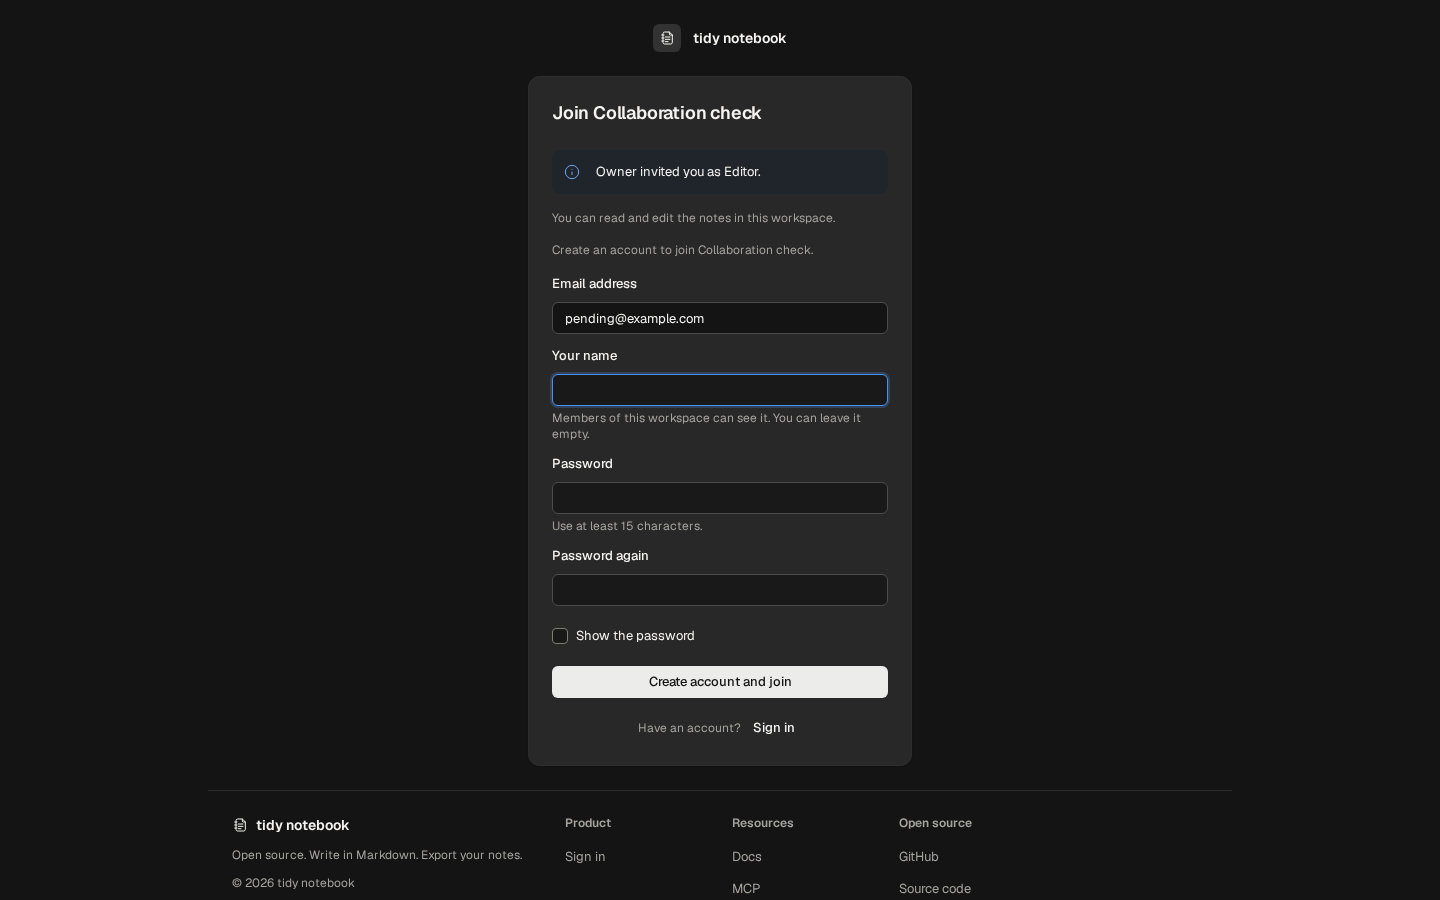 tidy notebook
Join Collaboration check
Owner invited you as Editor.
You can read and edit the notes in this workspace.
Create an account to join Collaboration check.
Email address
pending@example.com
Your name
Members of this workspace can see it. You can leave it
empty.
Password
Use at least 15 characters.
Password again
Show the password
Create account and join
Have an account? Sign in
tidy notebook
Open source. Write in Markdown. Export your notes.
© 2026 tidy notebook
Product
Sign in
Resources
Docs
MCP
Open source
GitHub
Source code